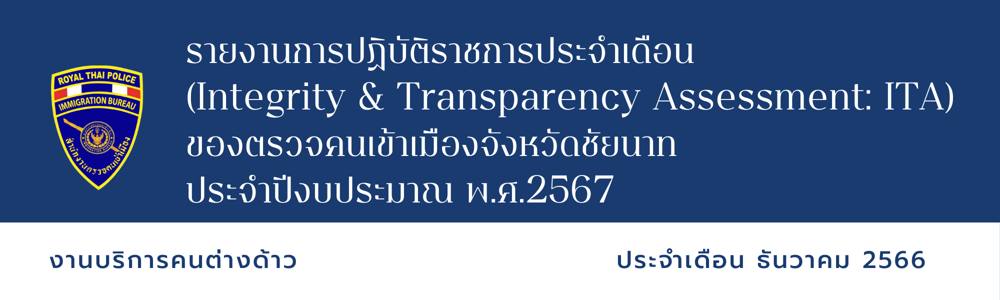 รายงานการปฏิบัติราชการประจำเดือน
(Integrity & Transparency Assessment: ITA)
ของตรวจคนเข้าเมืองจังหวัดชัยนาท
ประจำปีงบประมาณ พ.ศ.2567
ROYAL THAI POLICE
IMMIGRATION BUREAU
สำนักงานตรวจคนเข้าเมือง
งานบริการคนต่างด้าว
ประจำเดือน ธันวาคม 2566